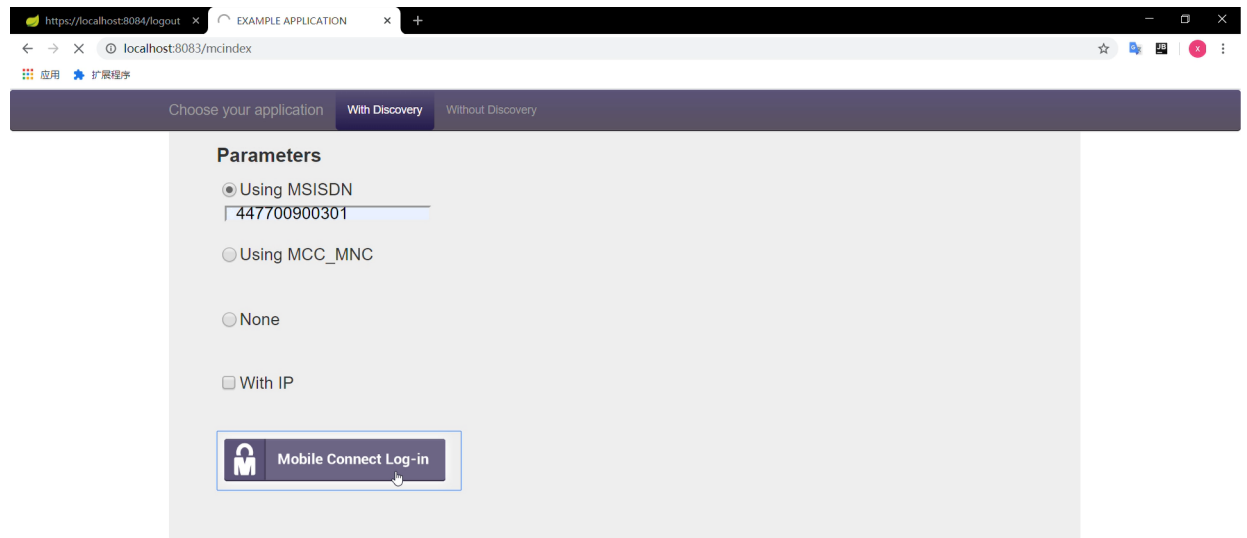 https://localhost:8084/logout
EXAMPLE APPLICATION
localhost:8083/mcindex
JB
X
应用
扩展程序
Choose your application
With Discovery
Without Discovery
Parameters
Using MSISDN
447700900301
Using MCC_MNC
None
With IP
Mobile Connect Log-in